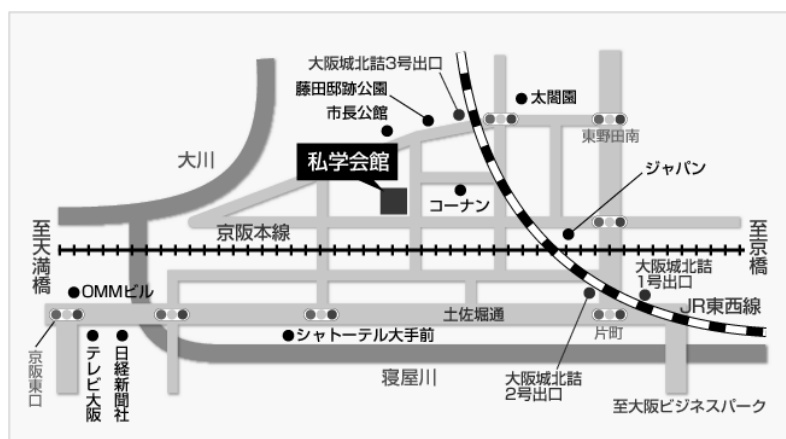 大阪城北詰3号出口
藤田邸跡公園
市長公館
太閤園
東野田南
大川
私学会館
ジャパン
コーナン
京阪本線
至天満橋
至京橋
大阪城北詰
1号出口
OMMビル
JR東西線
土佐堀通
片町
シャトーテル大手前
京阪東口
テレビ大阪
日経新聞社
寝屋川
大阪城北詰
2号出口
至大阪ビジネスパーク